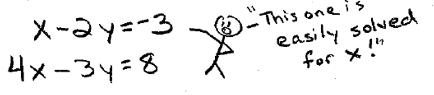 x-2y=-3
4x-3y=8
"This one is
easily solved
for x!"